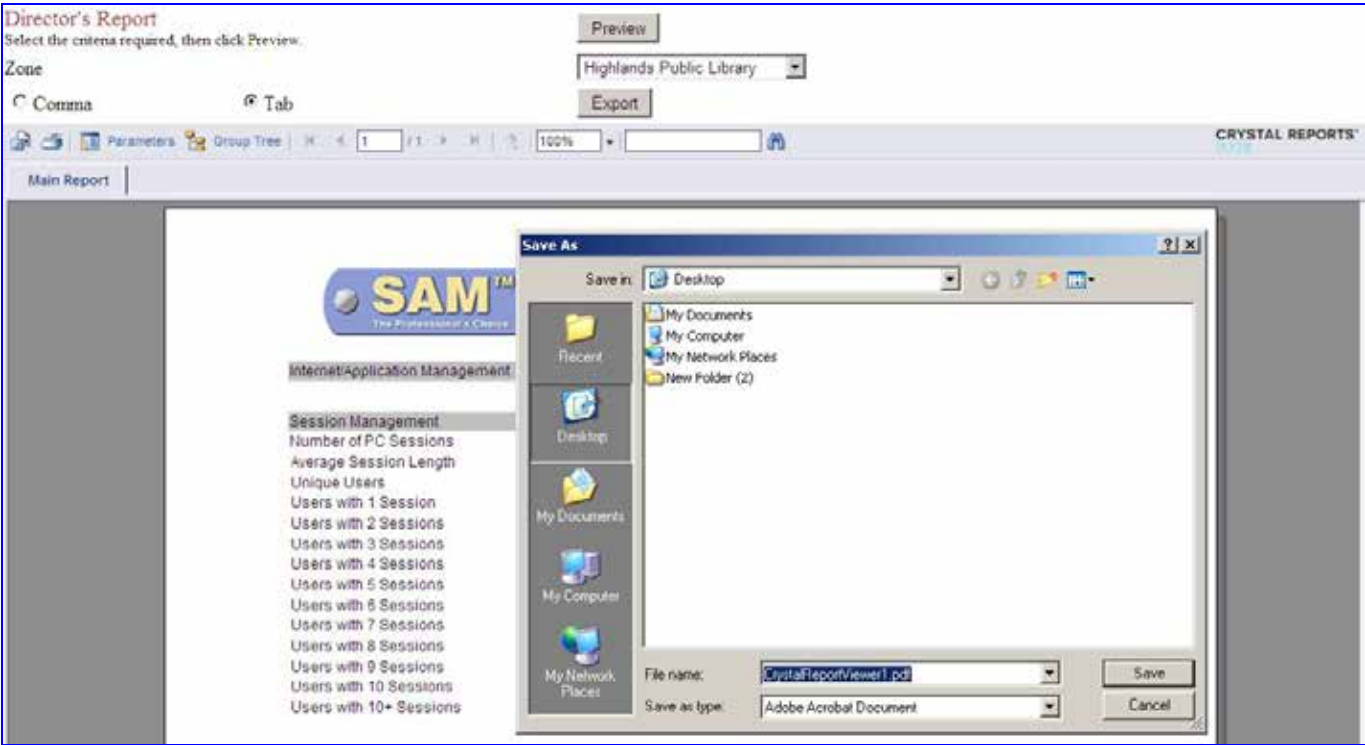 Director's Report
Preview
Select the criteria required, then click Preview.
Zone
Highlands Public Library
Comma
Tab
Export
Parameters
Group Tree
1
/1
100%
CRYSTAL REPORTS
Main Report
Save As
Save in:
Desktop
SAM™
The Professional's Choice
My Documents
My Computer
My Network Places
New Folder (2)
Recent
Desktop
My Documents
My Computer
My Network
Places
Internet/Application Management
Session Management
Number of PC Sessions
Average Session Length
Unique Users
Users with 1 Session
Users with 2 Sessions
Users with 3 Sessions
Users with 4 Sessions
Users with 5 Sessions
Users with 6 Sessions
Users with 7 Sessions
Users with 8 Sessions
Users with 9 Sessions
Users with 10 Sessions
Users with 10+ Sessions
File name:
CrystalReportViewer1.pdf
Save
Save as type:
Adobe Acrobat Document
Cancel